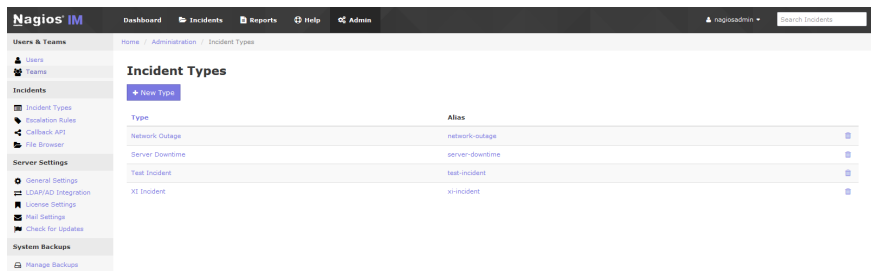 Nagios® IM
Dashboard Incidents Reports Help Admin nagiosadmin Search Incidents
Users & Teams
Home / Administration / Incident Types
Users
Teams
Incidents
Incident Types
Escalation Rules
Callback API
File Browser
Server Settings
General Settings
LDAP/AD Integration
License Settings
Mail Settings
Check for Updates
System Backups
Manage Backups
Incident Types
+ New Type
Type Alias
Network Outage network-outage
Server Downtime server-downtime
Test Incident test-incident
XI Incident xi-incident